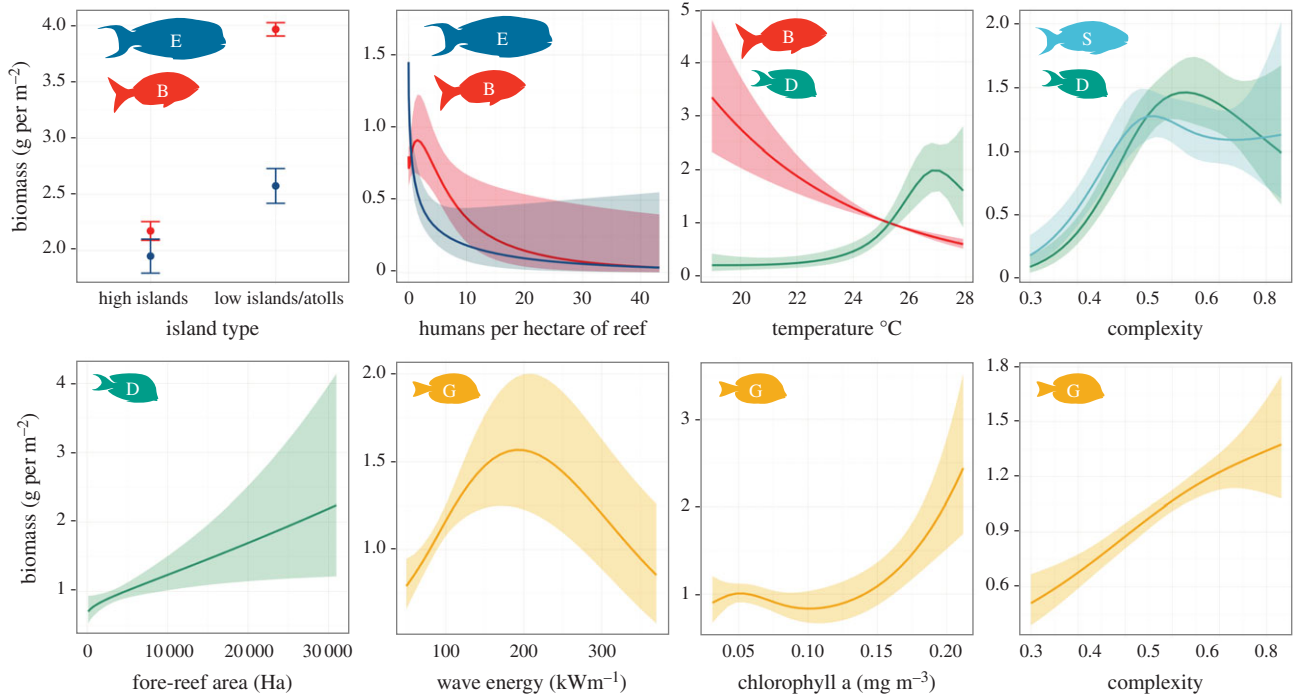 biomass (g per m–2)
4.0
3.5
3.0
2.5
2.0
E
B
high islands
low islands/atolls
island type
1.5
1.0
0.5
0
E
B
0
10
20
30
40
humans per hectare of reef
5
4
3
2
1
0
B
D
20
22
24
26
28
temperature °C
2.0
1.5
1.0
0.5
0
S
D
0.3
0.4
0.5
0.6
0.8
complexity
biomass (g per m–2)
4
3
2
1
D
0
10 000
20 000
30 000
fore-reef area (Ha)
2.0
1.5
1.0
G
100
200
300
wave energy (kWm–1)
3
2
1
G
0.05
0.10
0.15
0.20
chlorophyll a (mg m–3)
1.8
1.5
1.2
0.9
0.6
G
0.3
0.4
0.5
0.6
0.8
complexity